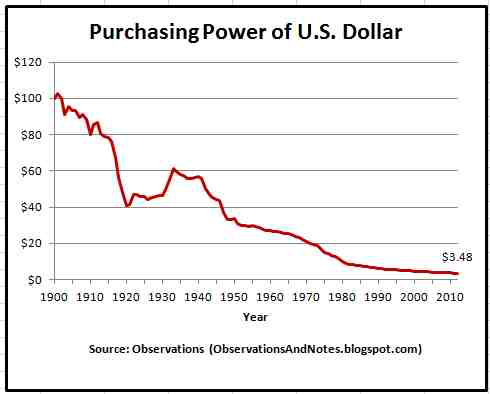 Purchasing Power of U.S. Dollar
$120
$100
$80
$60
$40
$20
$0
$3.48
1900 1910 1920 1930 1940 1950 1960 1970 1980 1990 2000 2010
Year
Source: Observations (ObservationsAndNotes.blogspot.com)